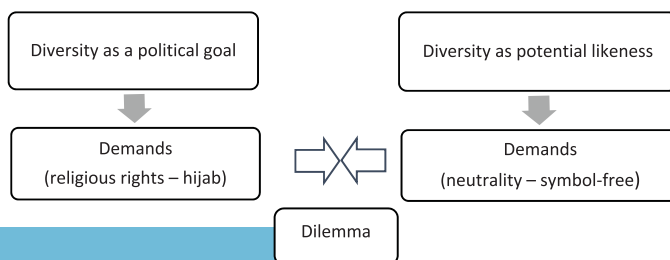 Diversity as a political goal
Diversity as potential likeness
Demands
(religious rights – hijab)
Demands
(neutrality – symbol-free)
Dilemma